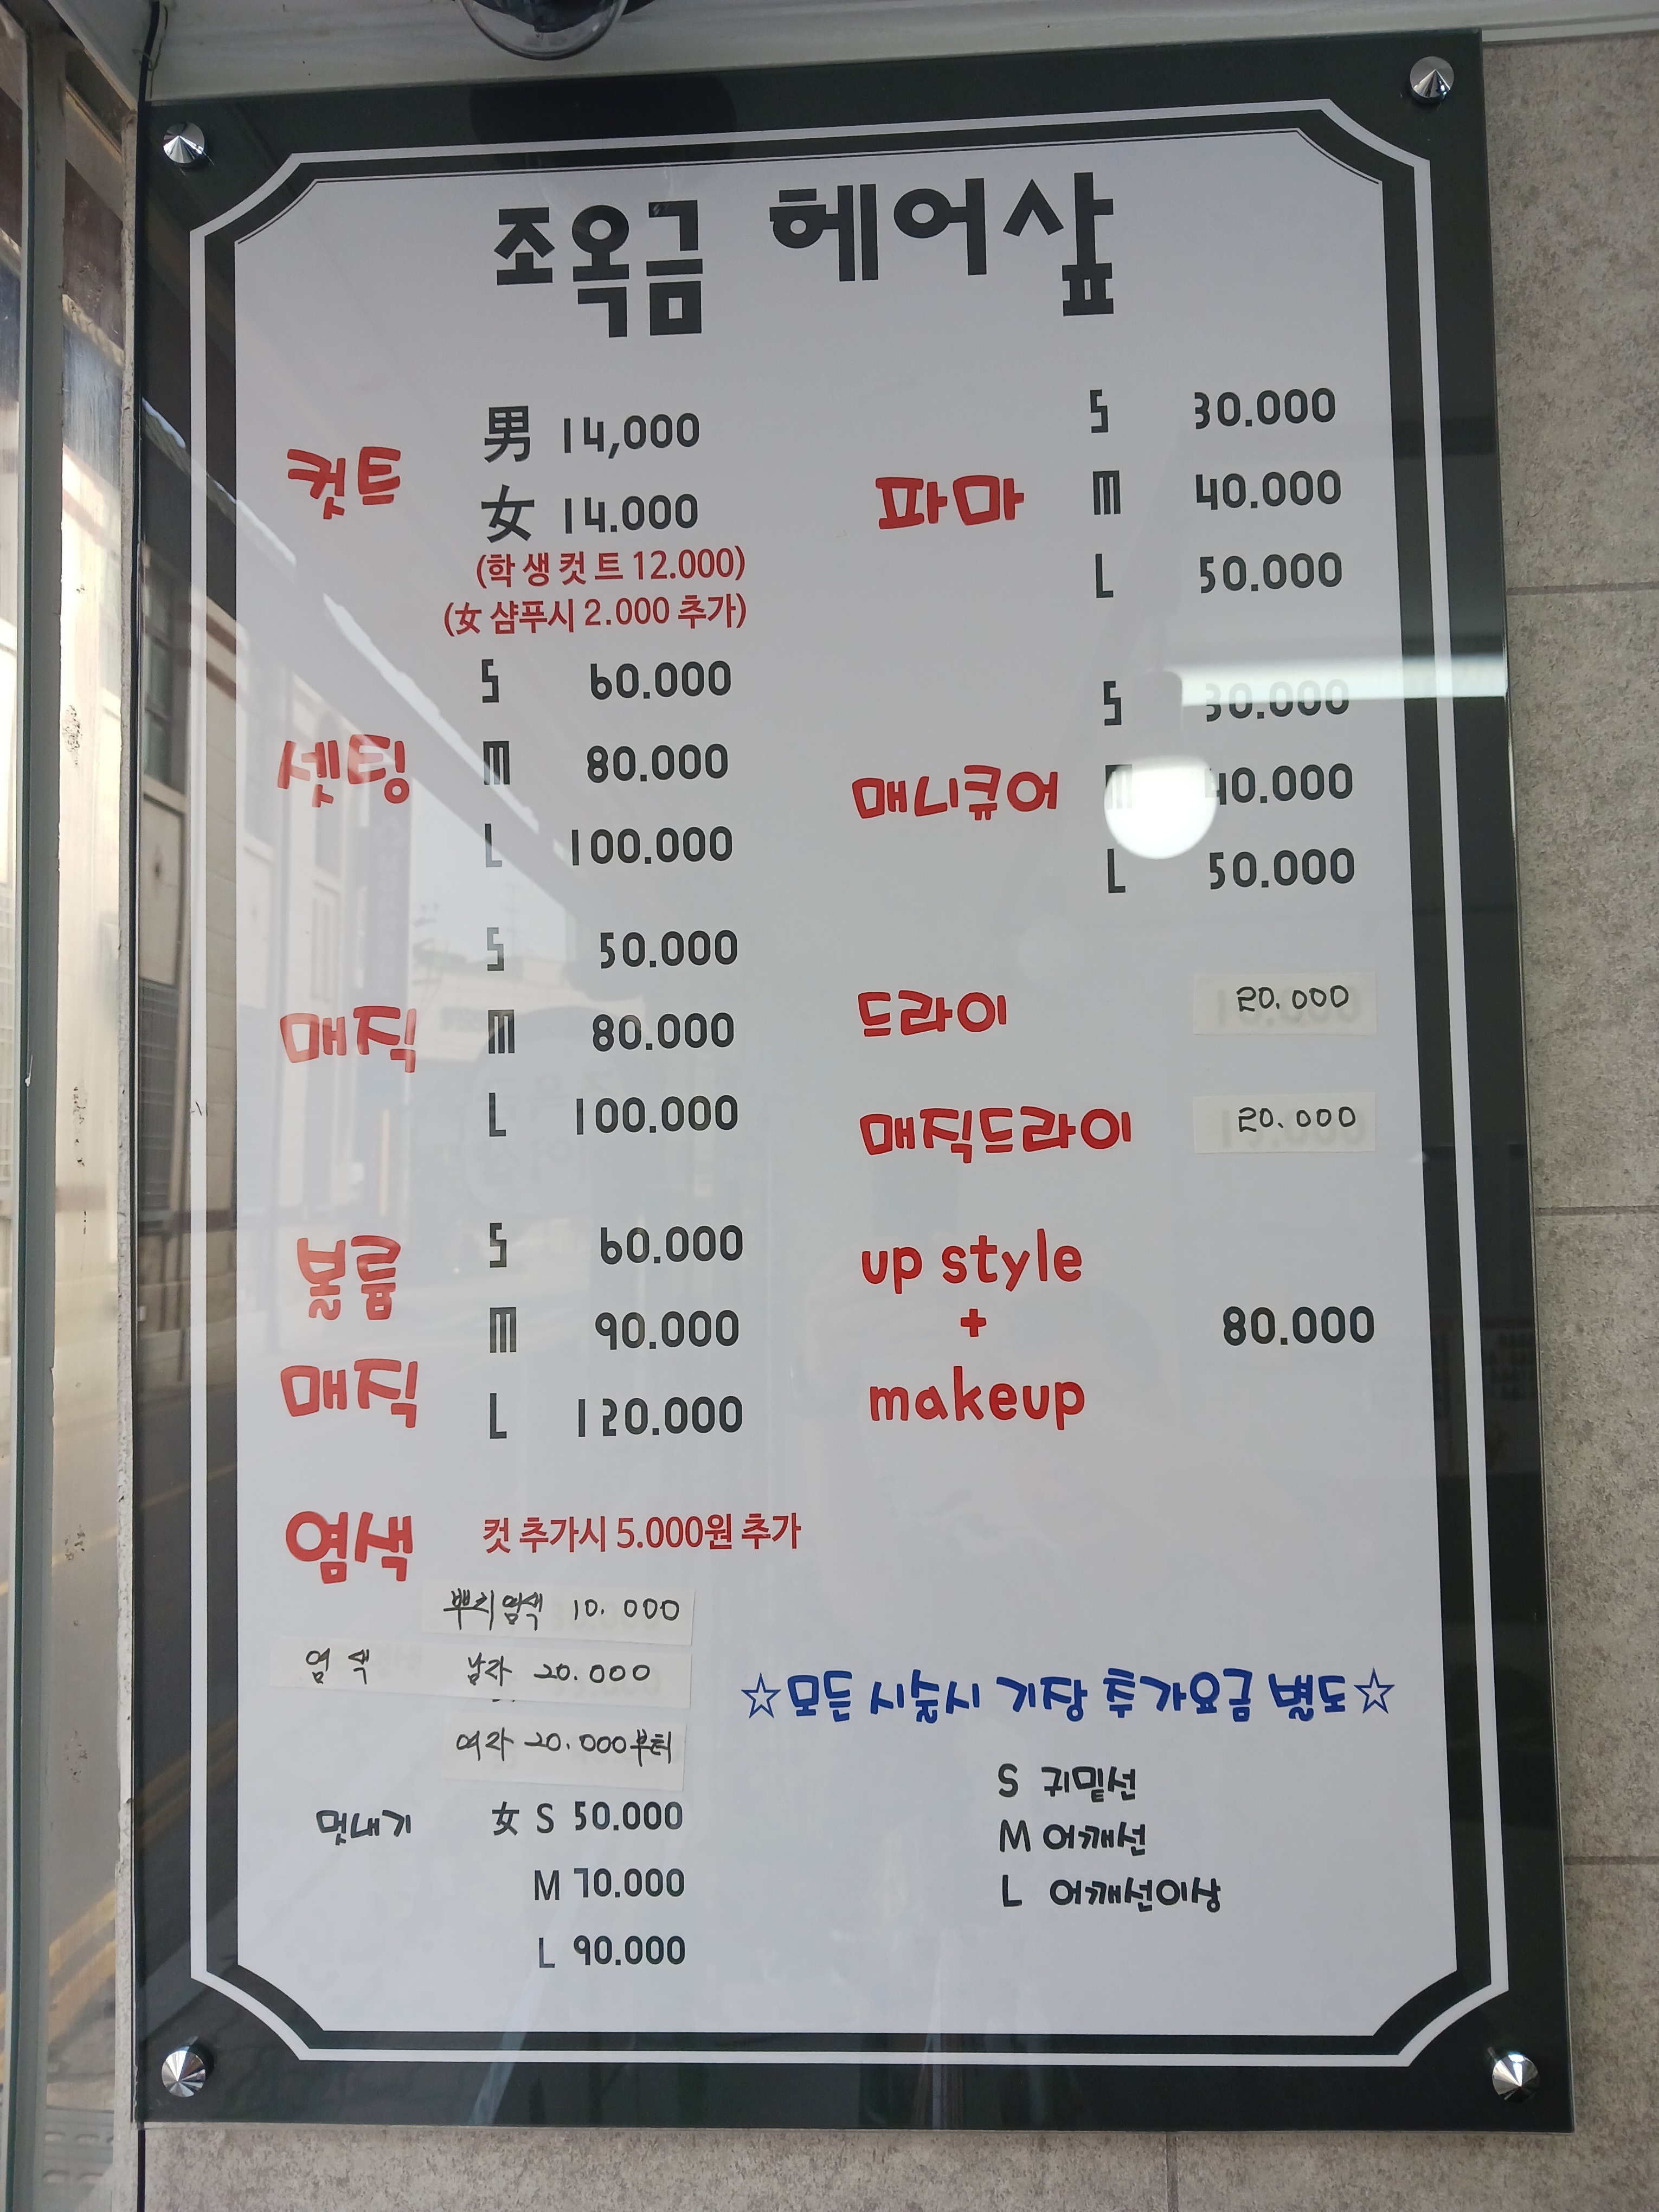 조옥금 헤어샾
컷트
男 14,000
女 14.000
(학생컷트 12.000)
(女 샴푸시 2.000 추가)
셋팅
S 60.000
M 80.000
L 100.000
매직
S 50.000
M 80.000
L 100.000
볼륨
매직
S 60.000
M 90.000
L 120.000
염색 컷 추가시 5.000원 추가
뿌리염색 10.000
염색 남자 20.000
여자 20.000부터
멋내기 女 S 50.000
M 70.000
L 90.000
파마
S 30.000
M 40.000
L 50.000
매니큐어
S 30.000
M 40.000
L 50.000
드라이 20.000
매직드라이 20.000
up style
+
makeup
80.000
☆모든 시술시 기장 추가요금 별도☆
S 귀밑선
M 어깨선
L 어깨선이상